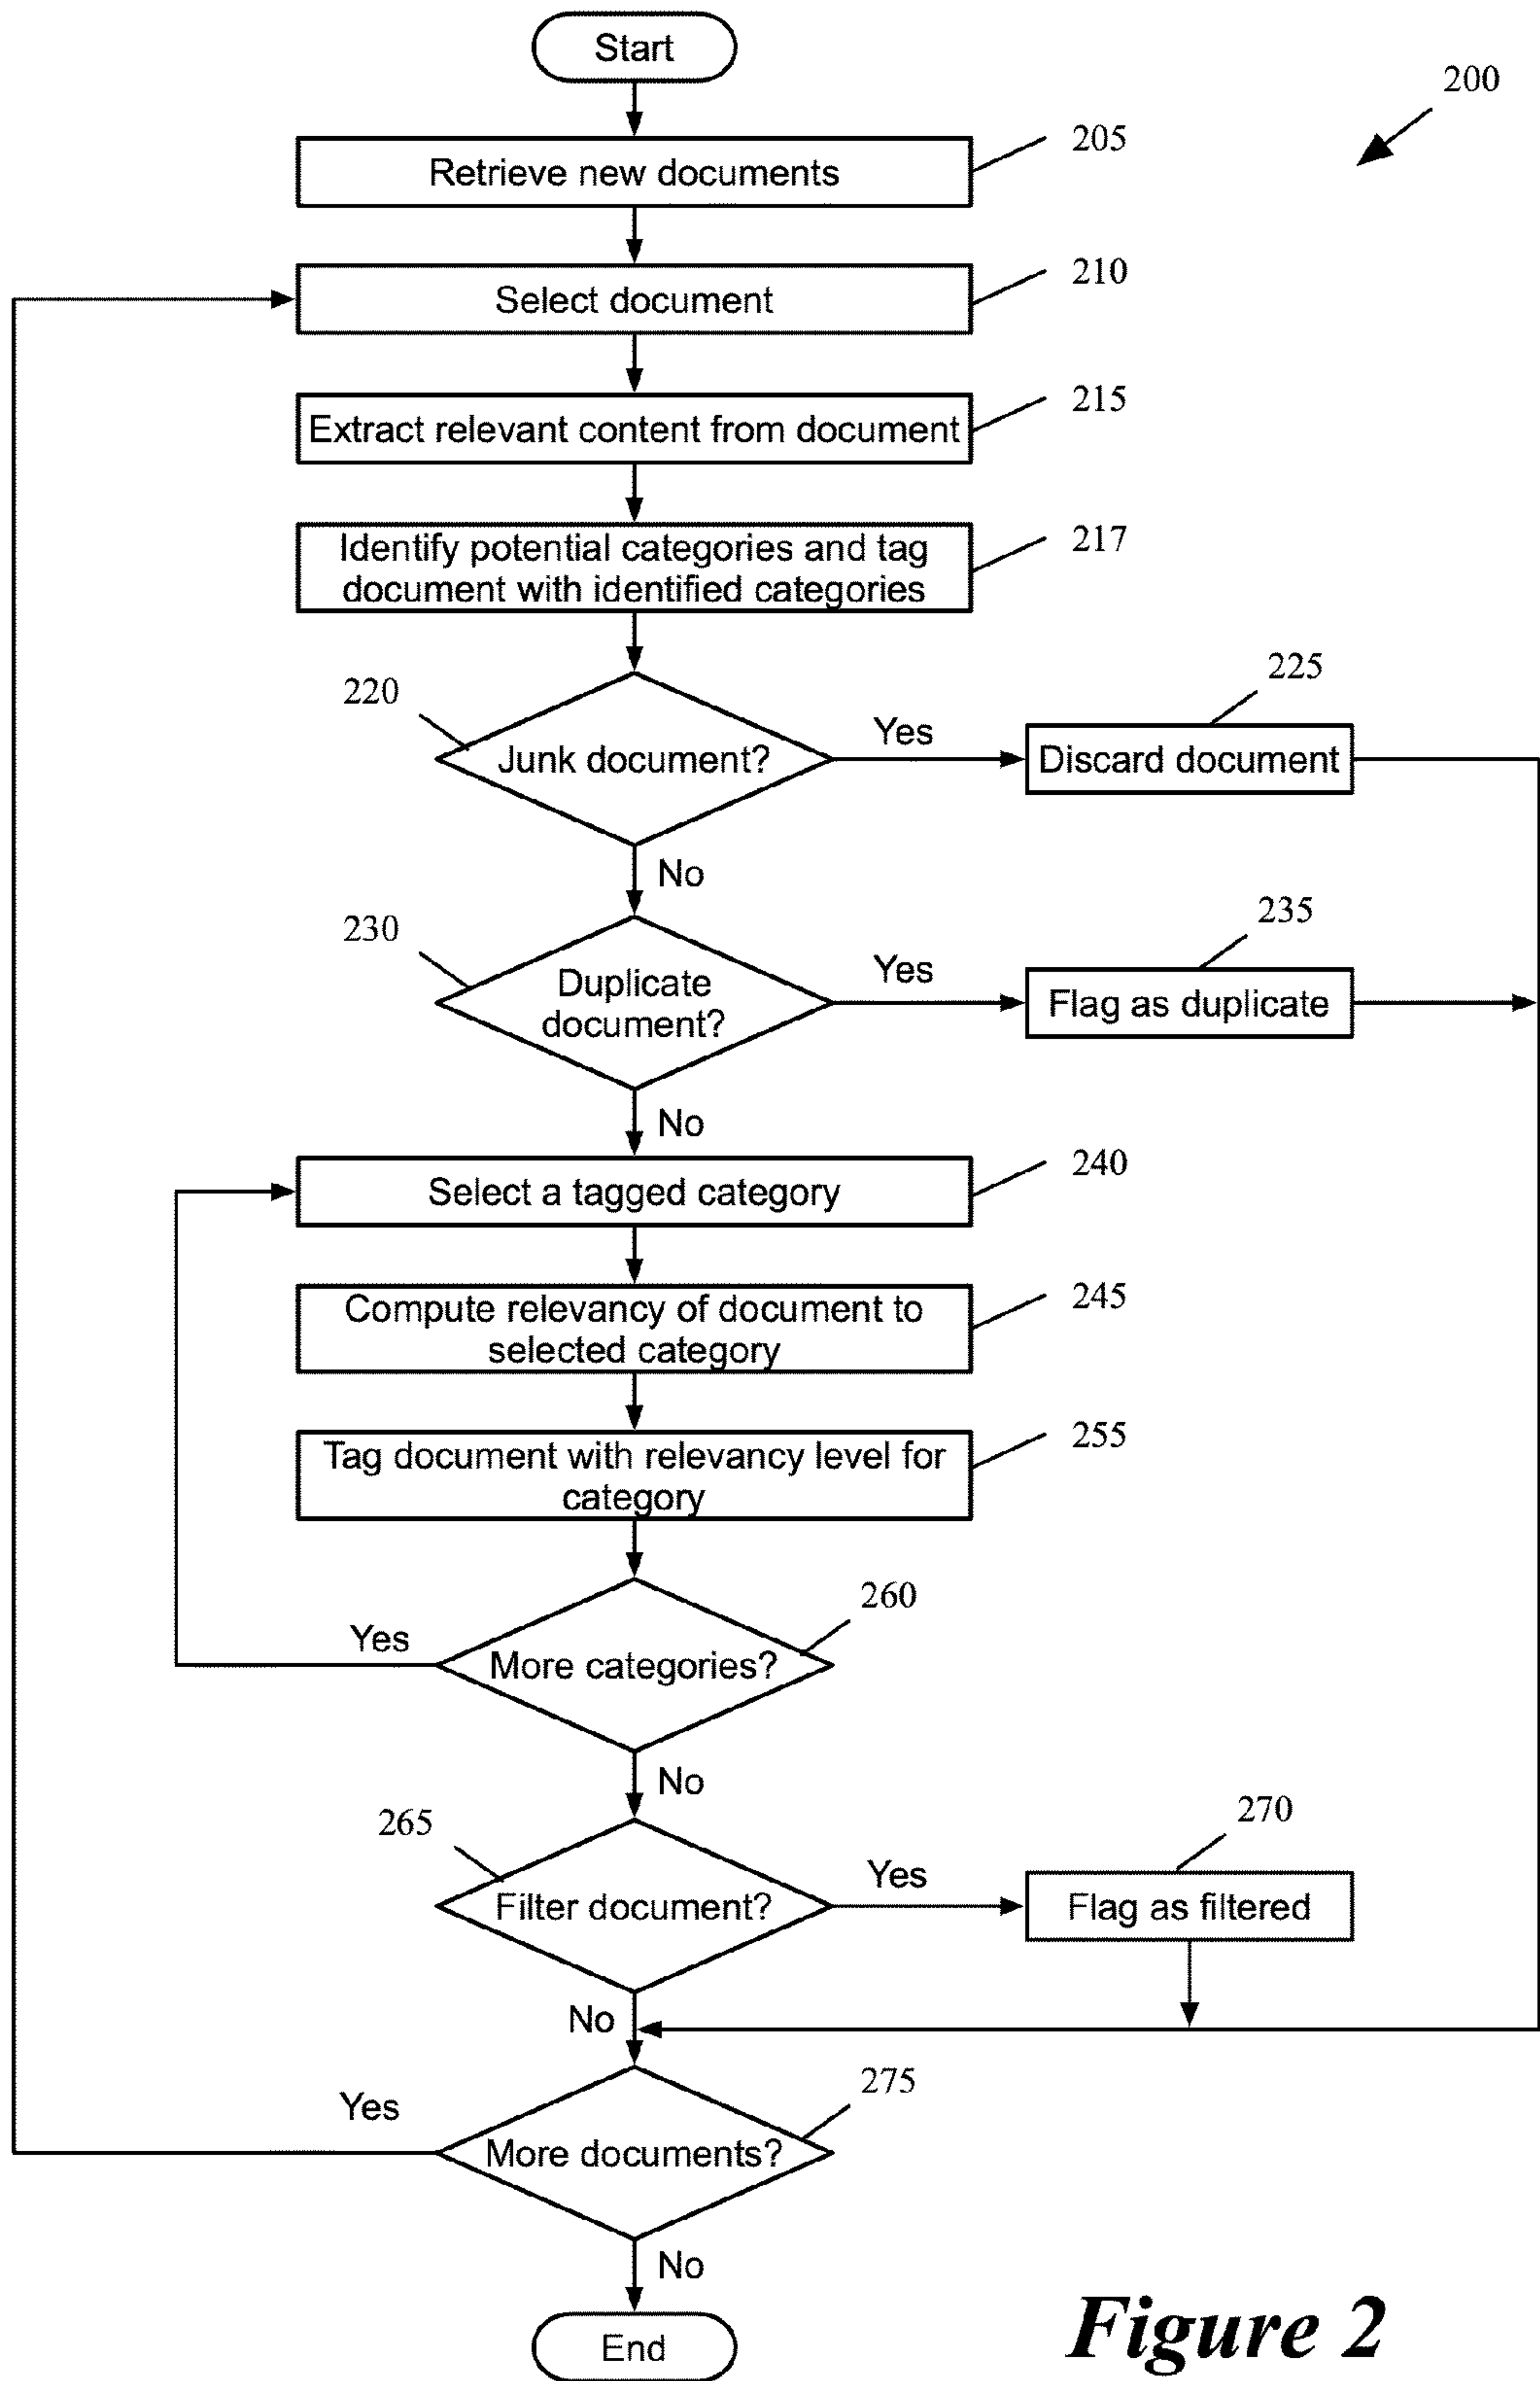 Start
200
205
Retrieve new documents
210
Select document
215
Extract relevant content from document
217
Identify potential categories and tag
document with identified categories
220
Junk document?
Yes
225
Discard document
No
230
Duplicate
document?
Yes
235
Flag as duplicate
No
240
Select a tagged category
245
Compute relevancy of document to
selected category
255
Tag document with relevancy level for
category
260
More categories?
Yes
No
265
Filter document?
Yes
270
Flag as filtered
No
275
More documents?
Yes
No
End
Figure 2